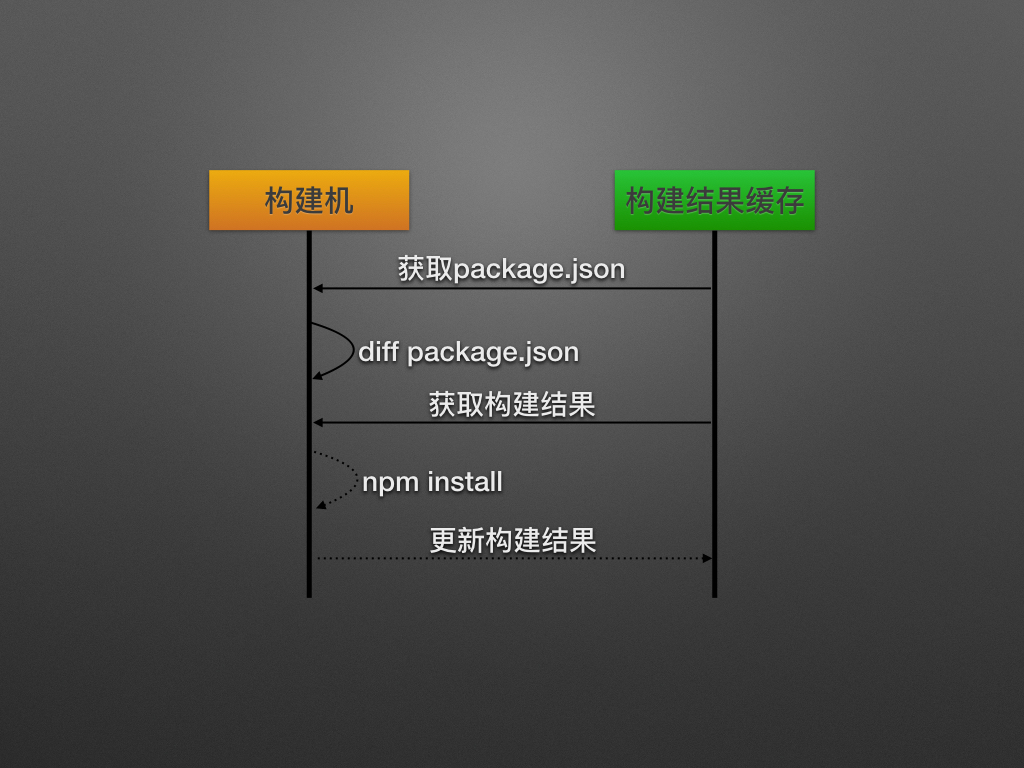 构建机
构建结果缓存
获取package.json
diff package.json
获取构建结果
npm install
更新构建结果